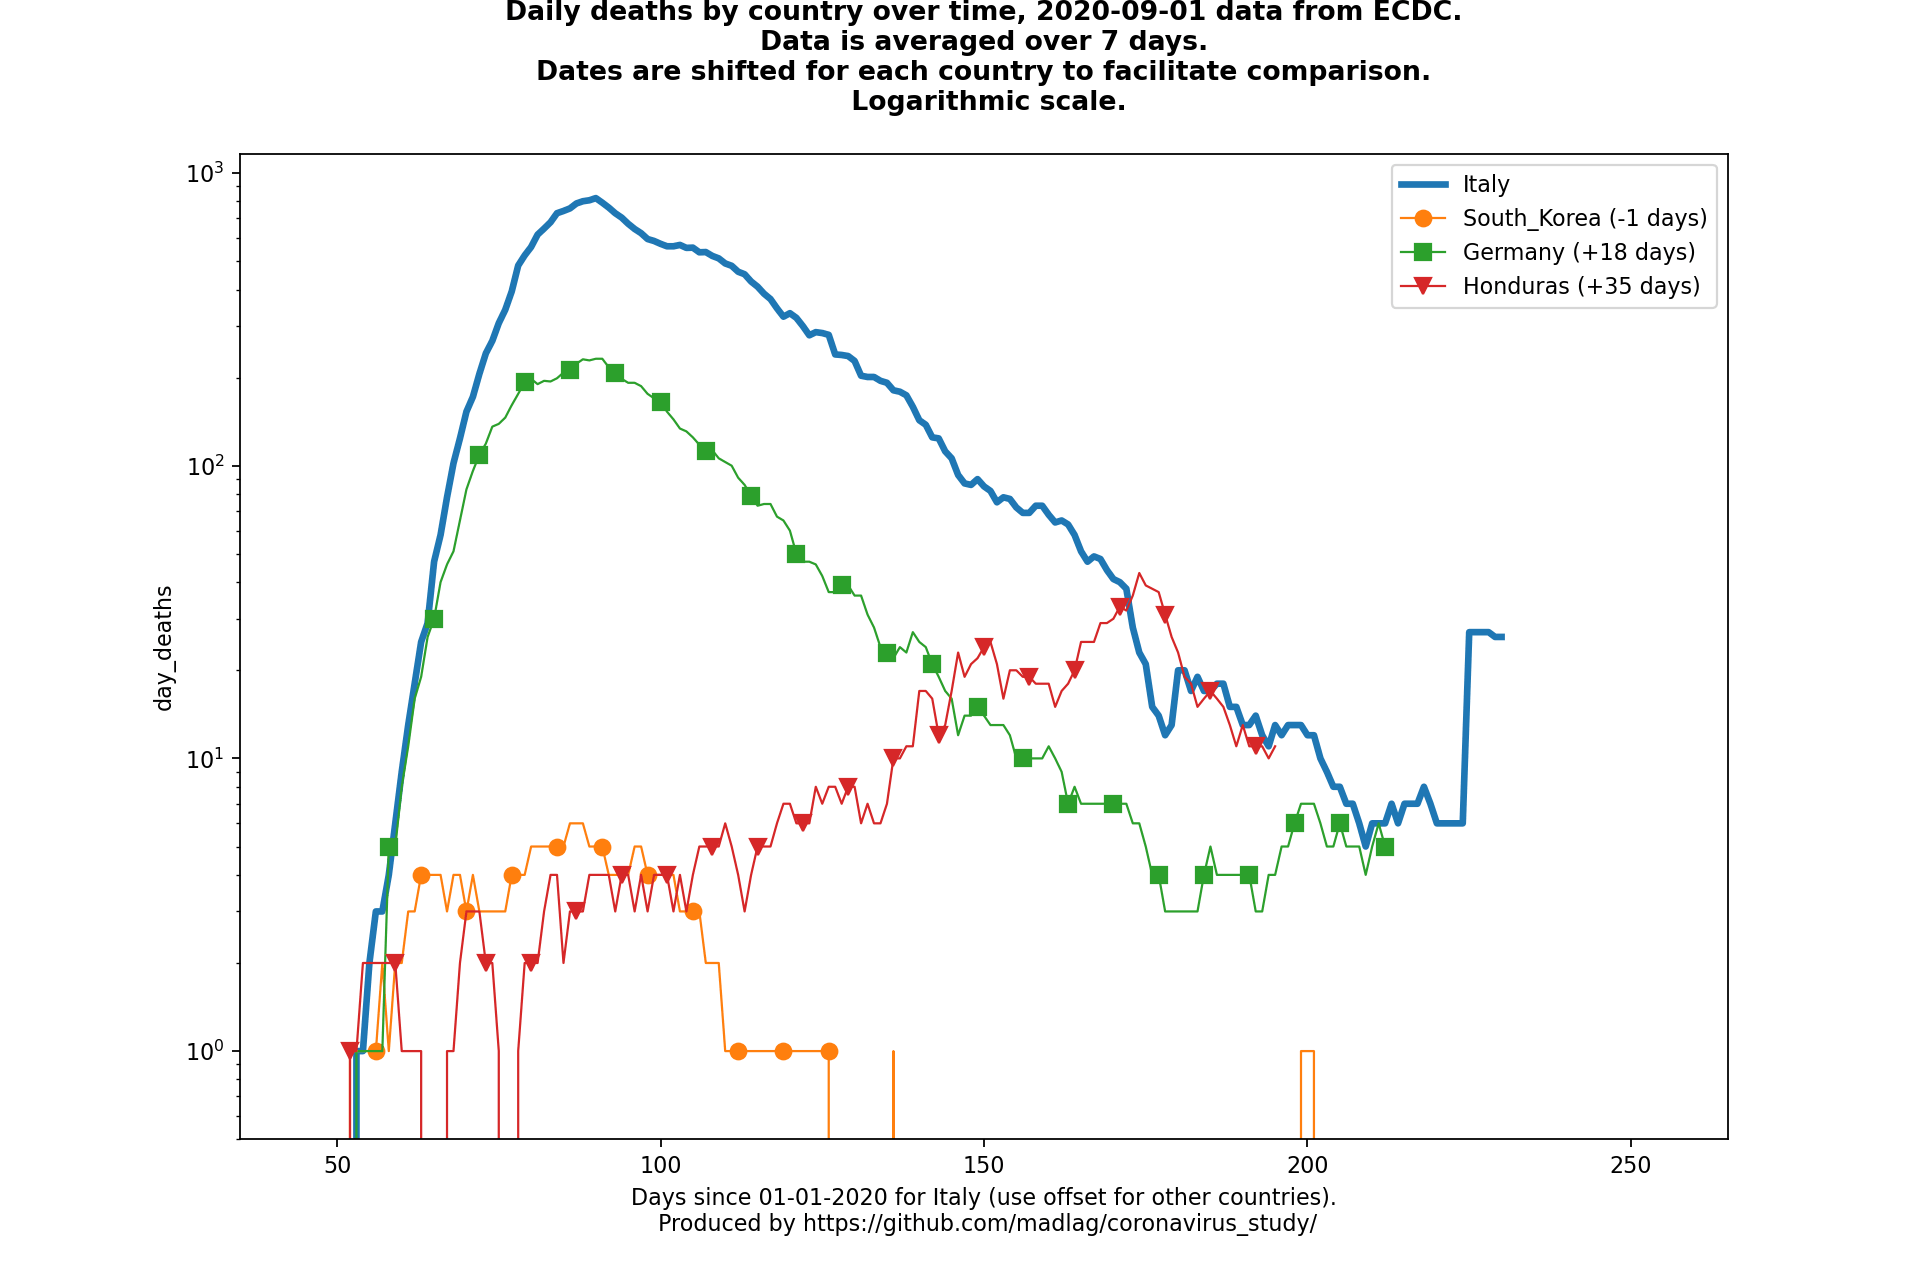 Daily deaths by country over time, 2020-09-01 data from ECDC.
Data is averaged over 7 days.
Dates are shifted for each country to facilitate comparison.
Logarithmic scale.
10³
10²
10¹
10⁰
day_deaths
Italy
South_Korea (-1 days)
Germany (+18 days)
Honduras (+35 days)
50 100 150 200 250
Days since 01-01-2020 for Italy (use offset for other countries).
Produced by https://github.com/madlag/coronavirus_study/